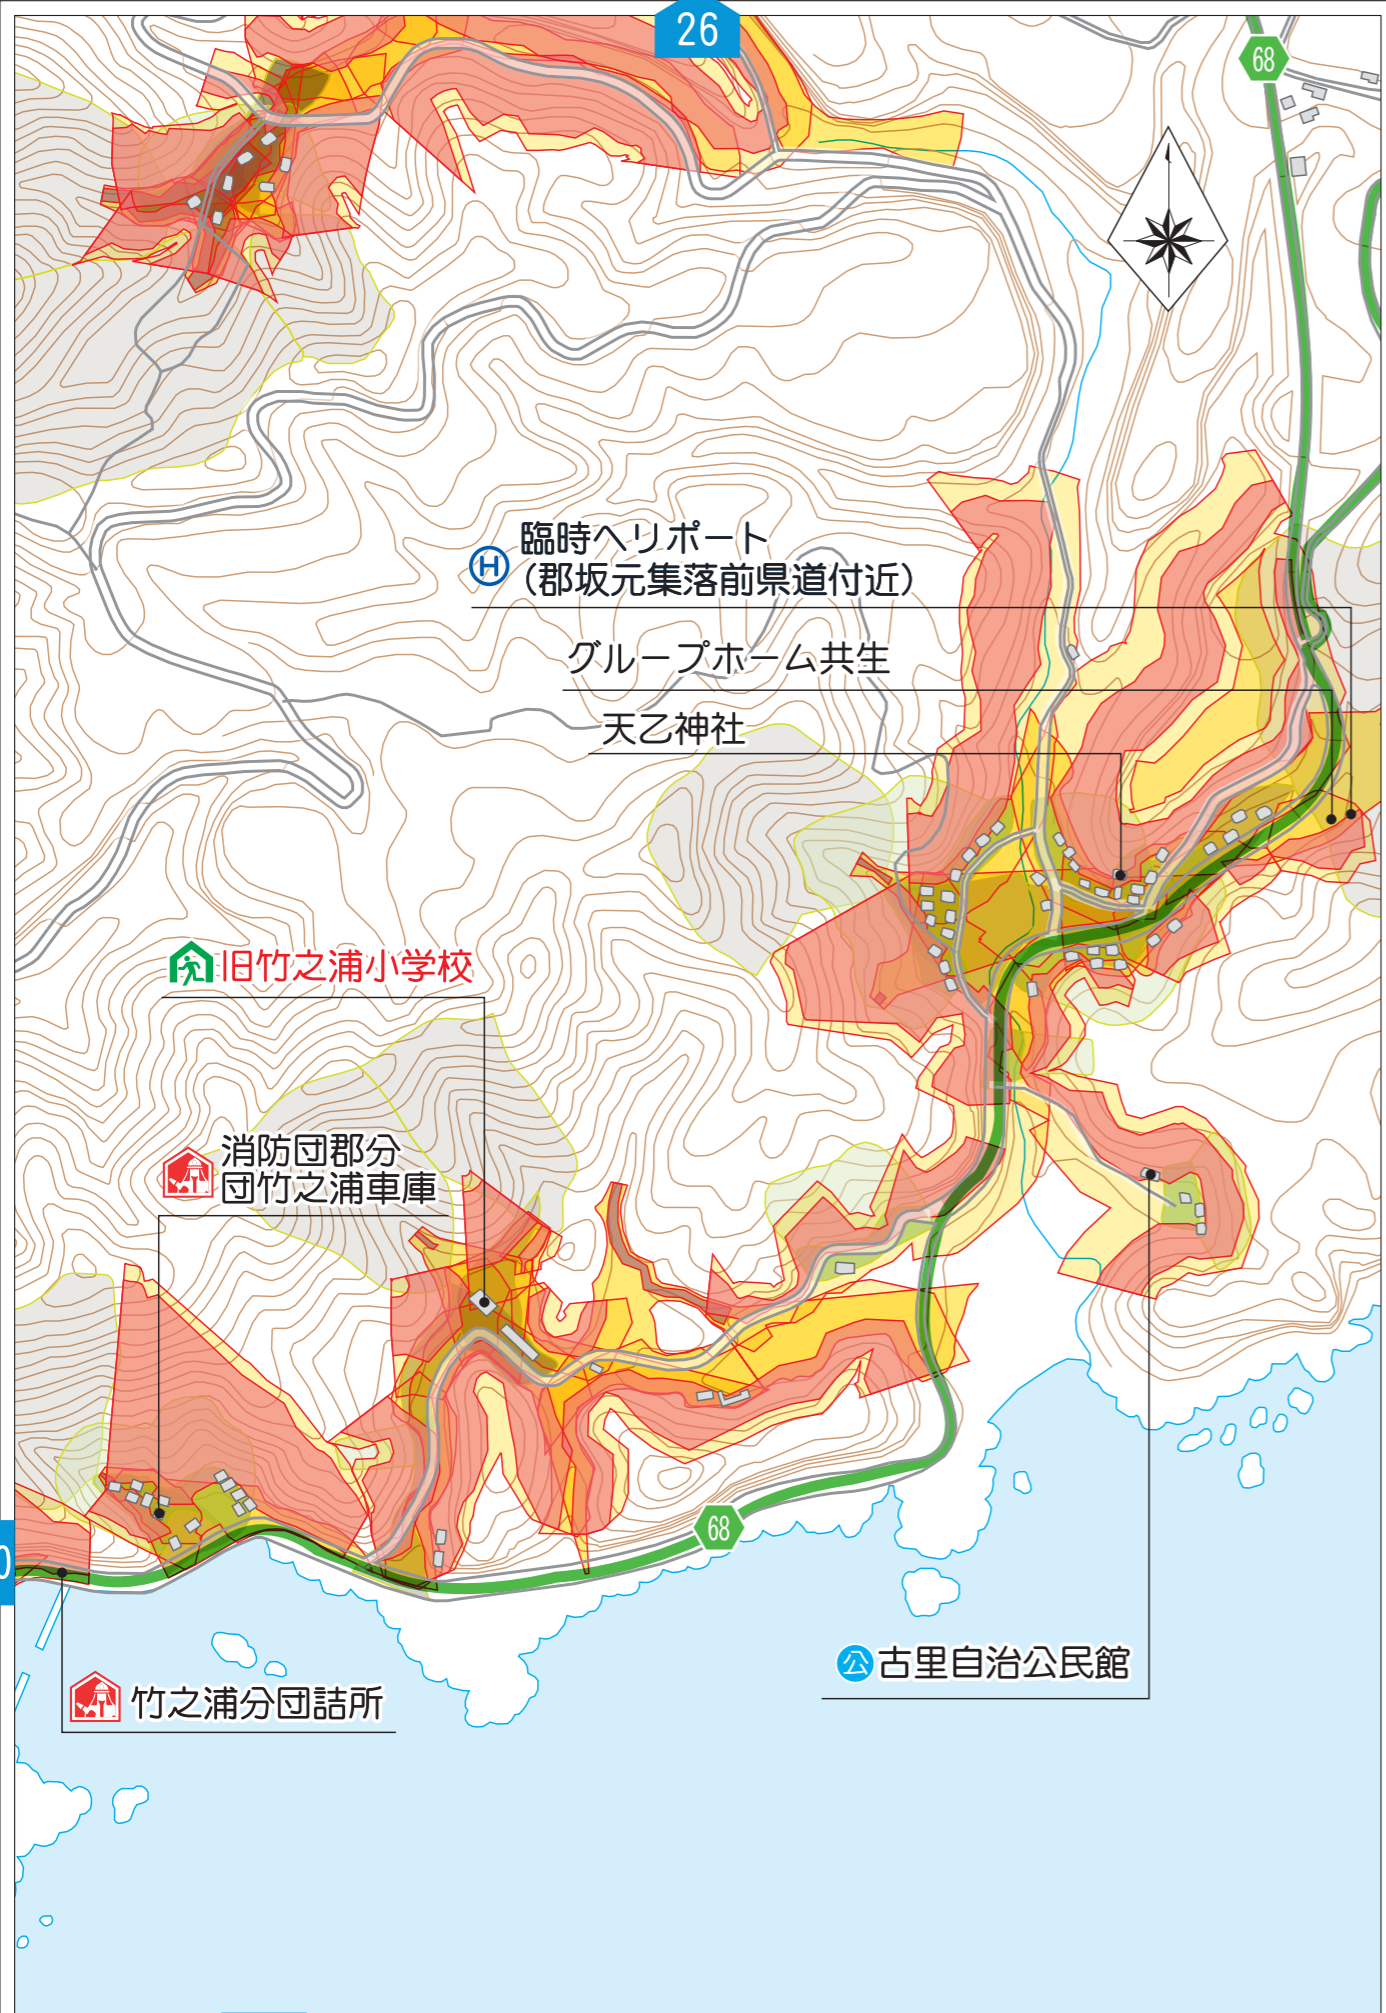 26
68
臨時ヘリポート
H
(郡坂元集落前県道付近)
グループホーム共生
天乙神社
旧竹之浦小学校
消防団郡分
団竹之浦車庫
68
0
公 古里自治公民館
竹之浦分団詰所